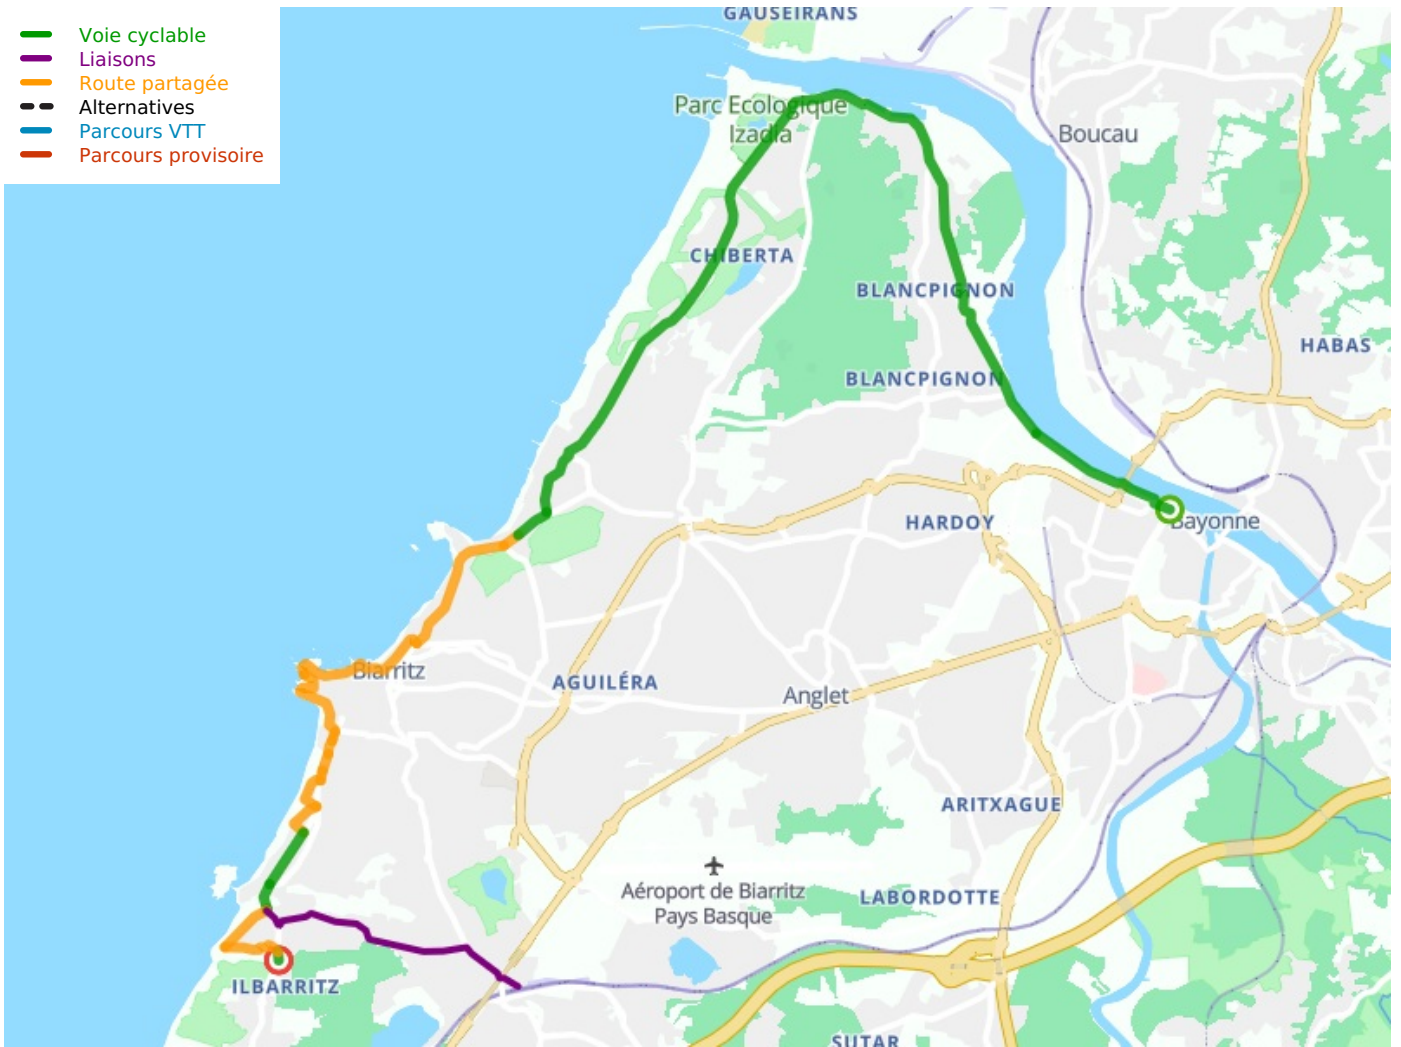 Voie cyclable
Liaisons
Route partagée
Alternatives
Parcours VTT
Parcours provisoire
GAUSEIRANS
Parc Ecologique
Izadia
Boucau
CHIBERTA
BLANCPIGNON
HABAS
BLANCPIGNON
HARDOY
Bayonne
Biarritz
AGUILÉRA
Anglet
ARITXAGUE
Aéroport de Biarritz
Pays Basque
LABORDOTTE
ILBARRITZ
SUTAR